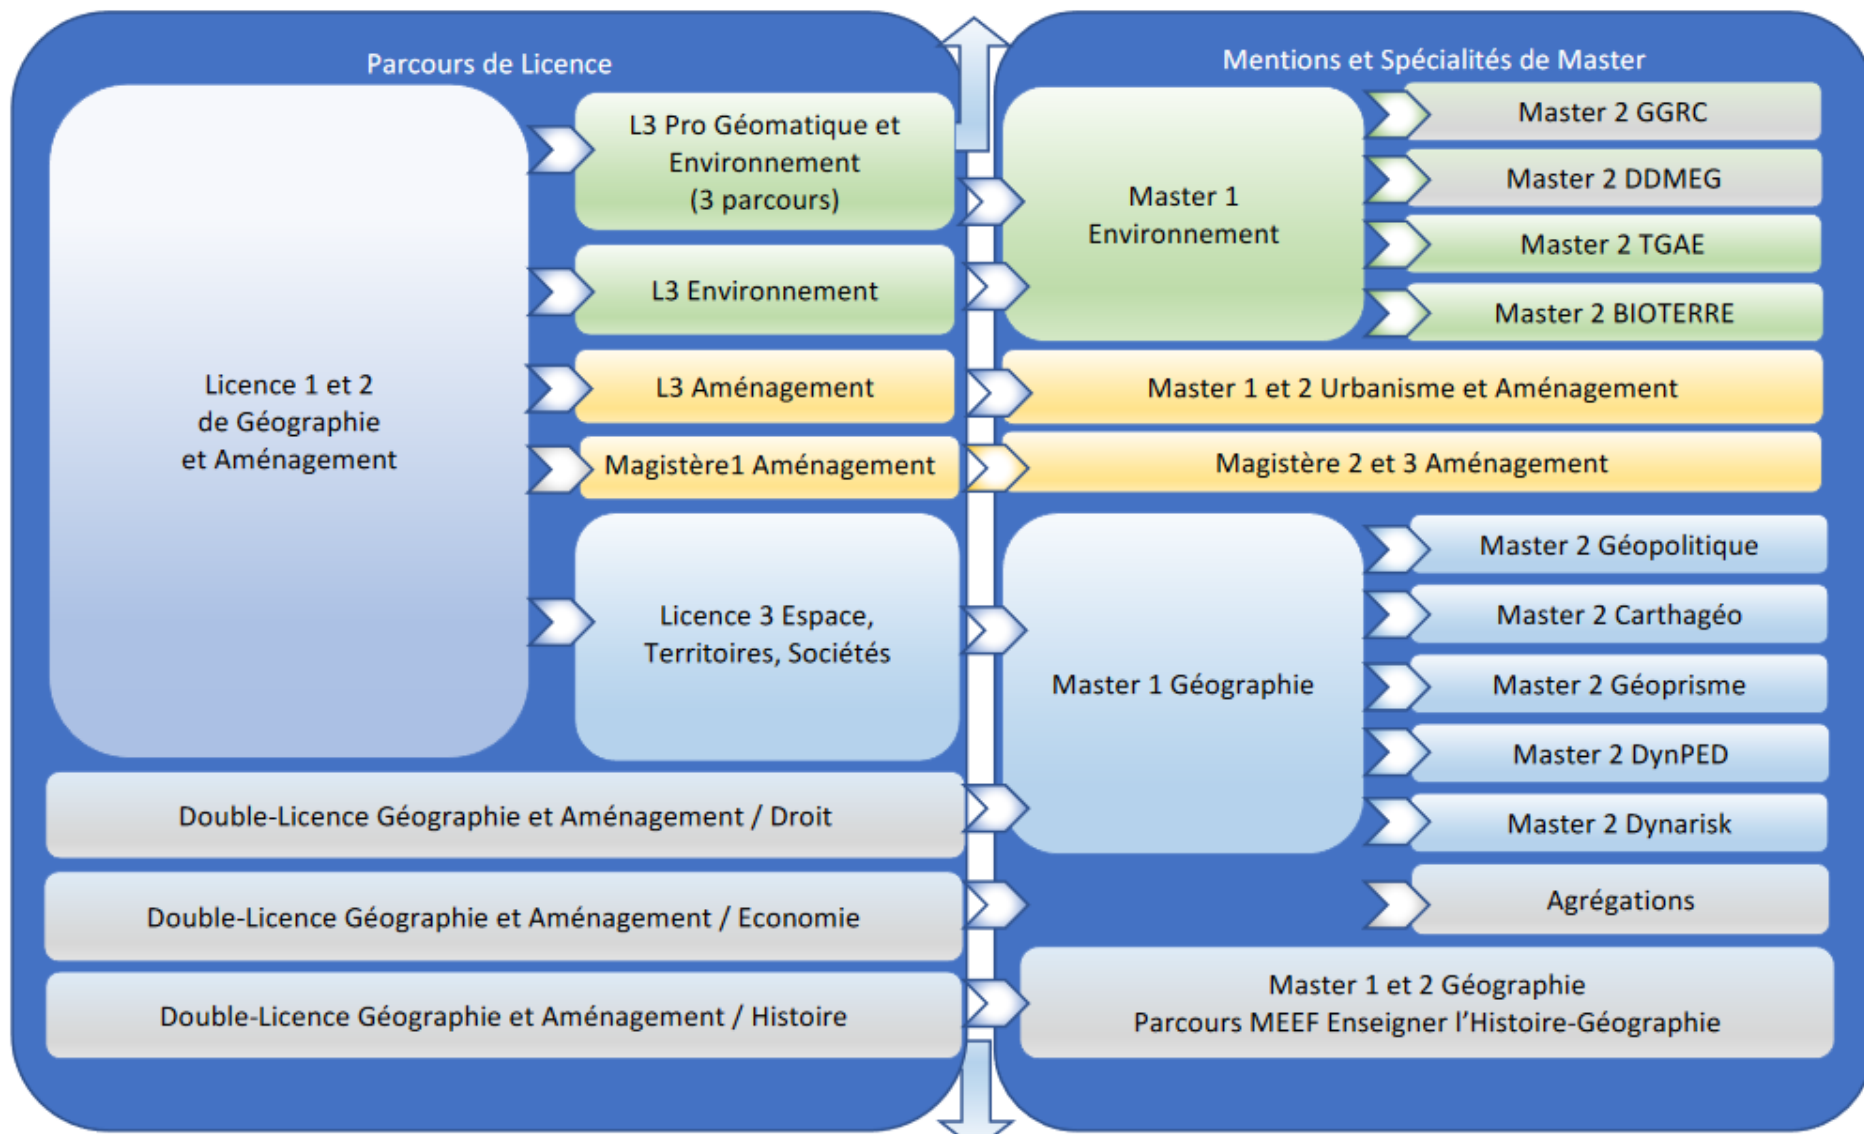 Parcours de Licence
Licence 1 et 2
de Géographie
et Aménagement
L3 Pro Géomatique et
Environnement
(3 parcours)
L3 Environnement
L3 Aménagement
Magistère1 Aménagement
Licence 3 Espace,
Territoires, Sociétés
Double-Licence Géographie et Aménagement / Droit
Double-Licence Géographie et Aménagement / Economie
Double-Licence Géographie et Aménagement / Histoire
Mentions et Spécialités de Master
Master 1
Environnement
Master 2 GGRC
Master 2 DDMEG
Master 2 TGAE
Master 2 BIOTERRE
Master 1 et 2 Urbanisme et Aménagement
Magistère 2 et 3 Aménagement
Master 1 Géographie
Master 2 Géopolitique
Master 2 Carthagéo
Master 2 Géoprisme
Master 2 DynPED
Master 2 Dynarisk
Agrégations
Master 1 et 2 Géographie
Parcours MEEF Enseigner l’Histoire-Géographie